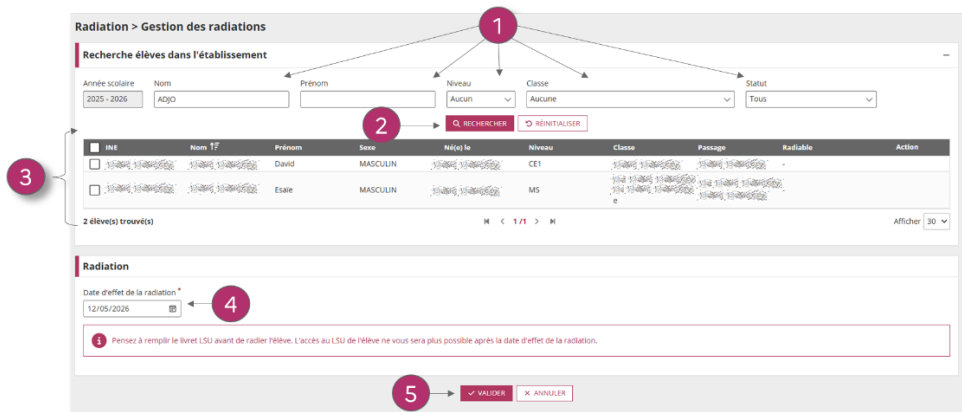 Radiation > Gestion des radiations
1
Recherche élèves dans l'établissement
Année scolaire Nom Prénom Niveau Classe Statut
2025 - 2026 ADJO Aucun Aucune Tous
2 RECHERCHER RÉINITIALISER
3
INE Nom Prénom Sexe Né(e) le Niveau Classe Passage Radiable Action
David MASCULIN CE1 -
Esaïe MASCULIN MS
e
2 élève(s) trouvé(s) 1 /1 Afficher 30
Radiation
Date d'effet de la radiation *
12/05/2026 4
Pensez à remplir le livret LSU avant de radier l'élève. L'accès au LSU de l'élève ne vous sera plus possible après la date d'effet de la radiation.
5 VALIDER ANNULER